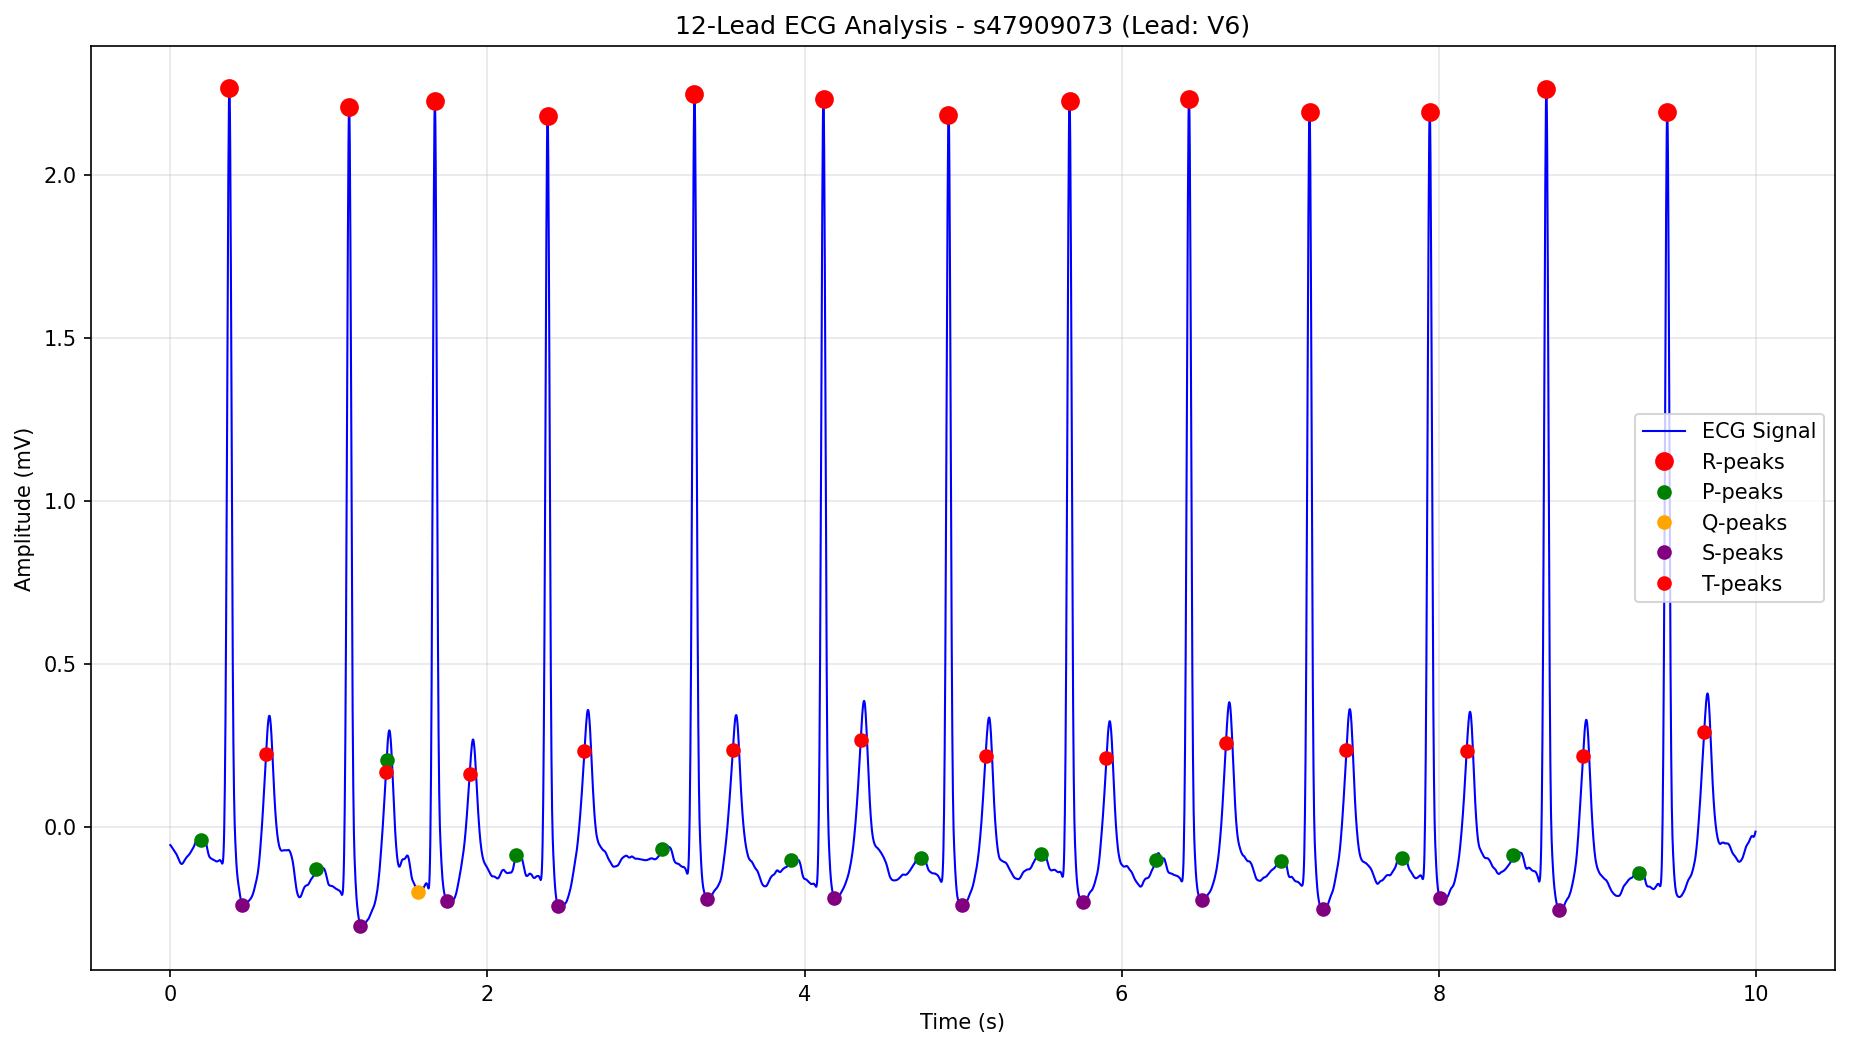 12-Lead ECG Analysis - s47909073 (Lead: V6)
Amplitude (mV)
2.0
1.5
1.0
0.5
0.0
ECG Signal
R-peaks
P-peaks
Q-peaks
S-peaks
T-peaks
0 2 4 6 8 10
Time (s)